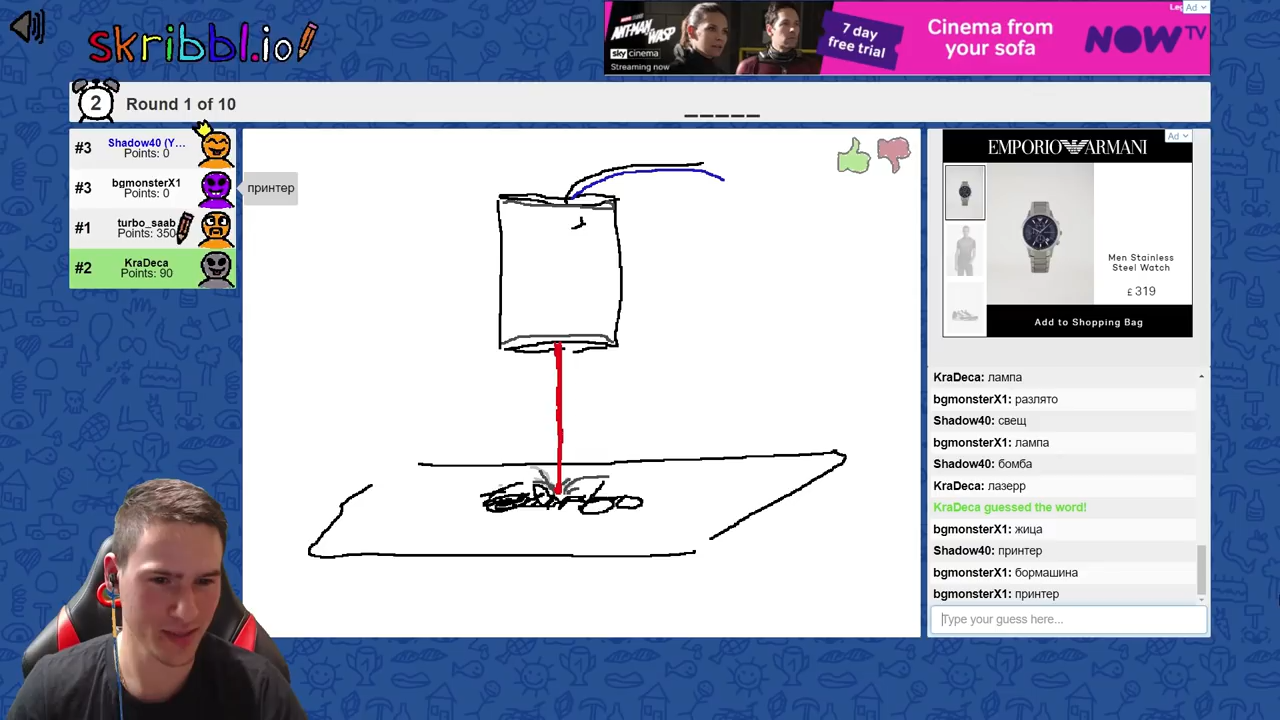 skribbl.io
ANT-MAN
WASP
sky cinema
Streaming now
7 day
free trial
Cinema from
your sofa
NOW TV
Ad
2
Round 1 of 10
_ _ _ _ _
#3
Shadow40 (Y...
Points: 0
#3
bgmonsterX1
Points: 0
принтер
#1
turbo_saab
Points: 350
#2
KraDeca
Points: 90
Ad
EMPORIO ARMANI
Men Stainless
Steel Watch
£ 319
Add to Shopping Bag
KraDeca: лампа
bgmonsterX1: разлято
Shadow40: свещ
bgmonsterX1: лампа
Shadow40: бомба
KraDeca: лазерр
KraDeca guessed the word!
bgmonsterX1: жица
Shadow40: принтер
bgmonsterX1: бормашина
bgmonsterX1: принтер
Type your guess here...